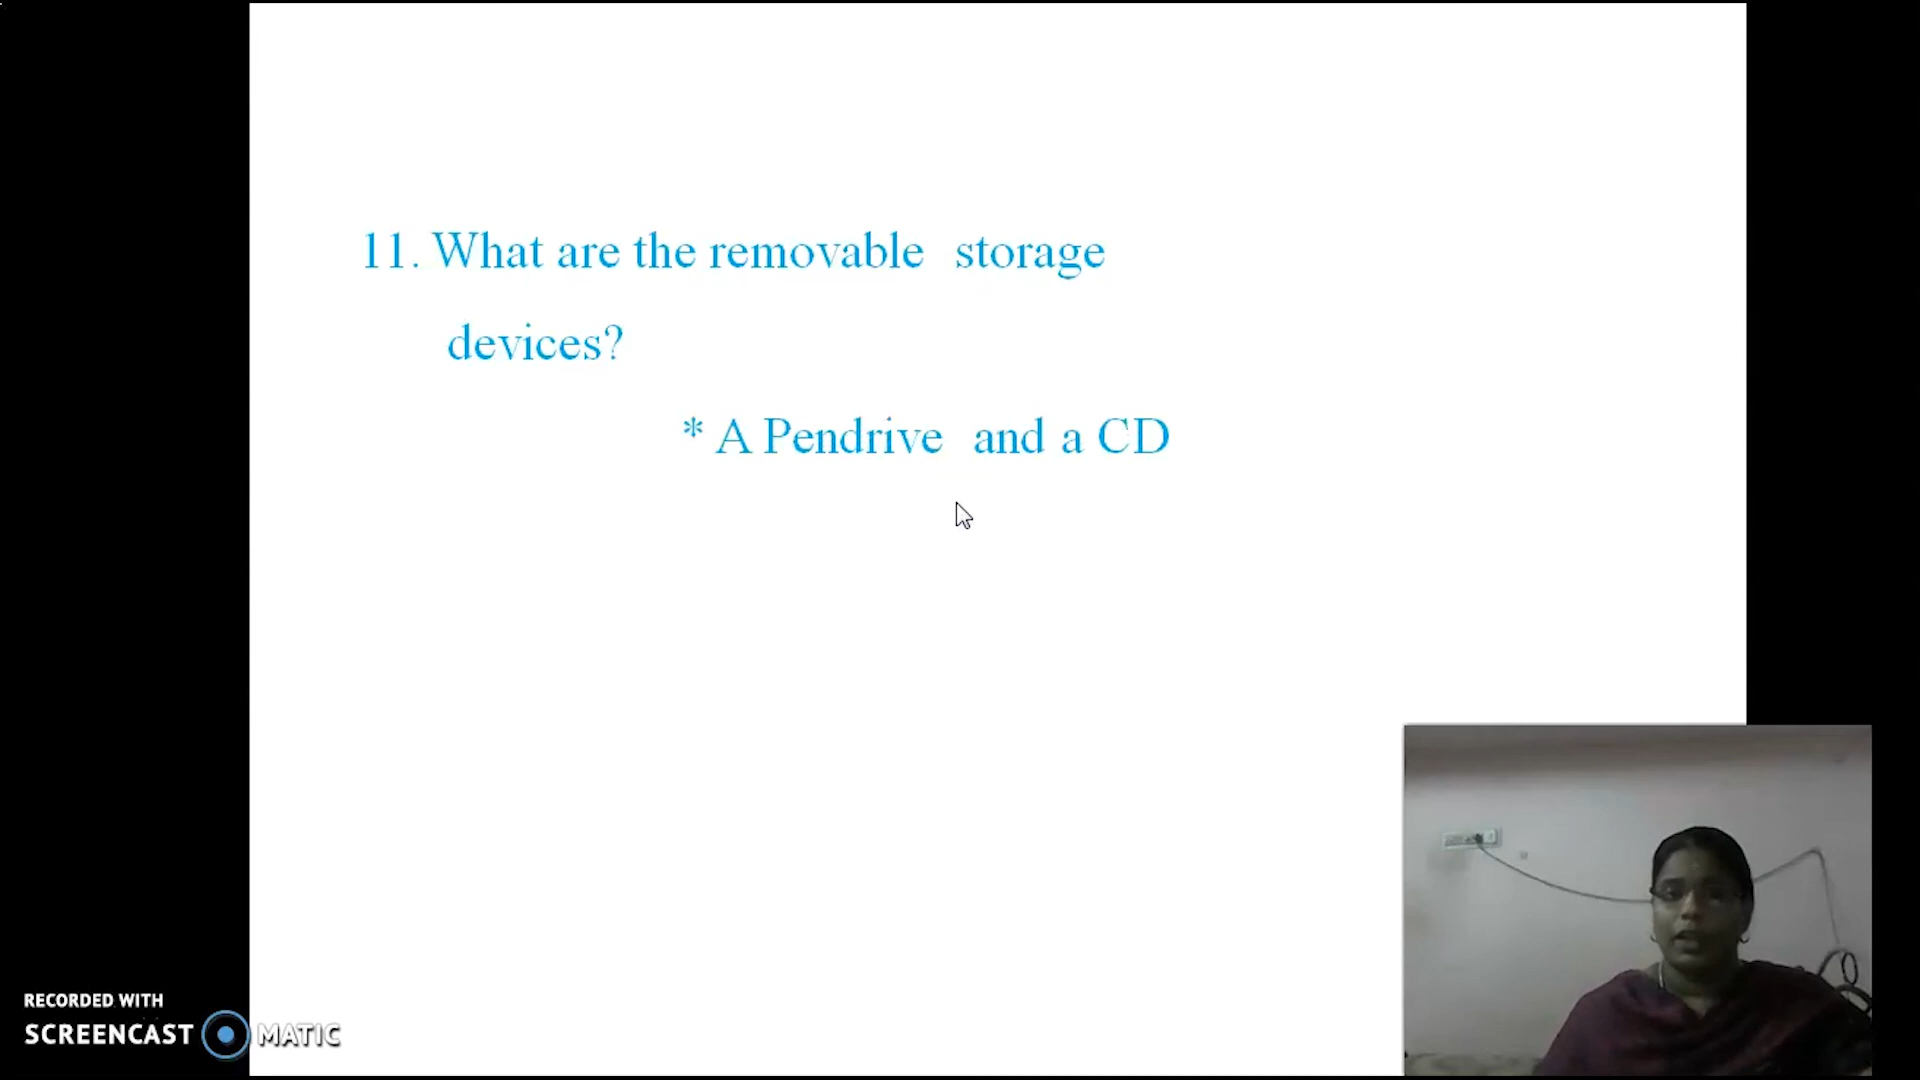 11. What are the removable storage
devices?
* A Pendrive and a CD
RECORDED WITH
SCREENCAST MATIC